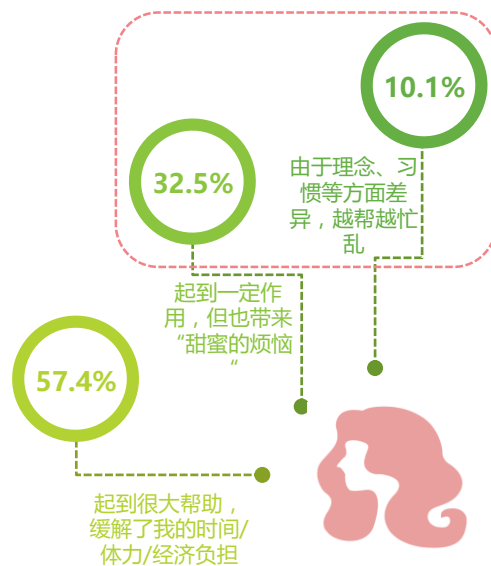 10.1%
由于理念、习
惯等方面差
异，越帮越忙
乱
32.5%
起到一定作
用，但也带来
“甜蜜的烦恼
“
57.4%
起到很大帮助，
缓解了我的时间/
体力/经济负担